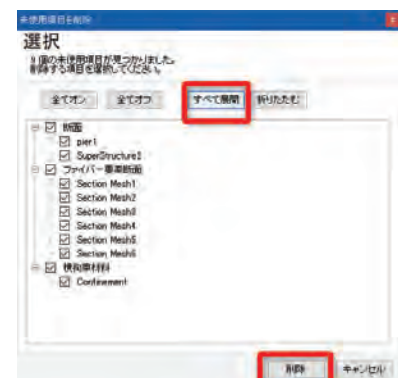 未使用項目を削除
選択
9 個の未使用項目が見つかりました。
削除する項目を選択してください。
全てオン 全てオフ すべて展開 折りたたむ
断面
pier1
SuperStructure2
ファイバー要素断面
Section Mesh1
Section Mesh2
Section Mesh3
Section Mesh4
Section Mesh5
Section Mesh6
横拘束材料
Confinement
削除 キャンセル